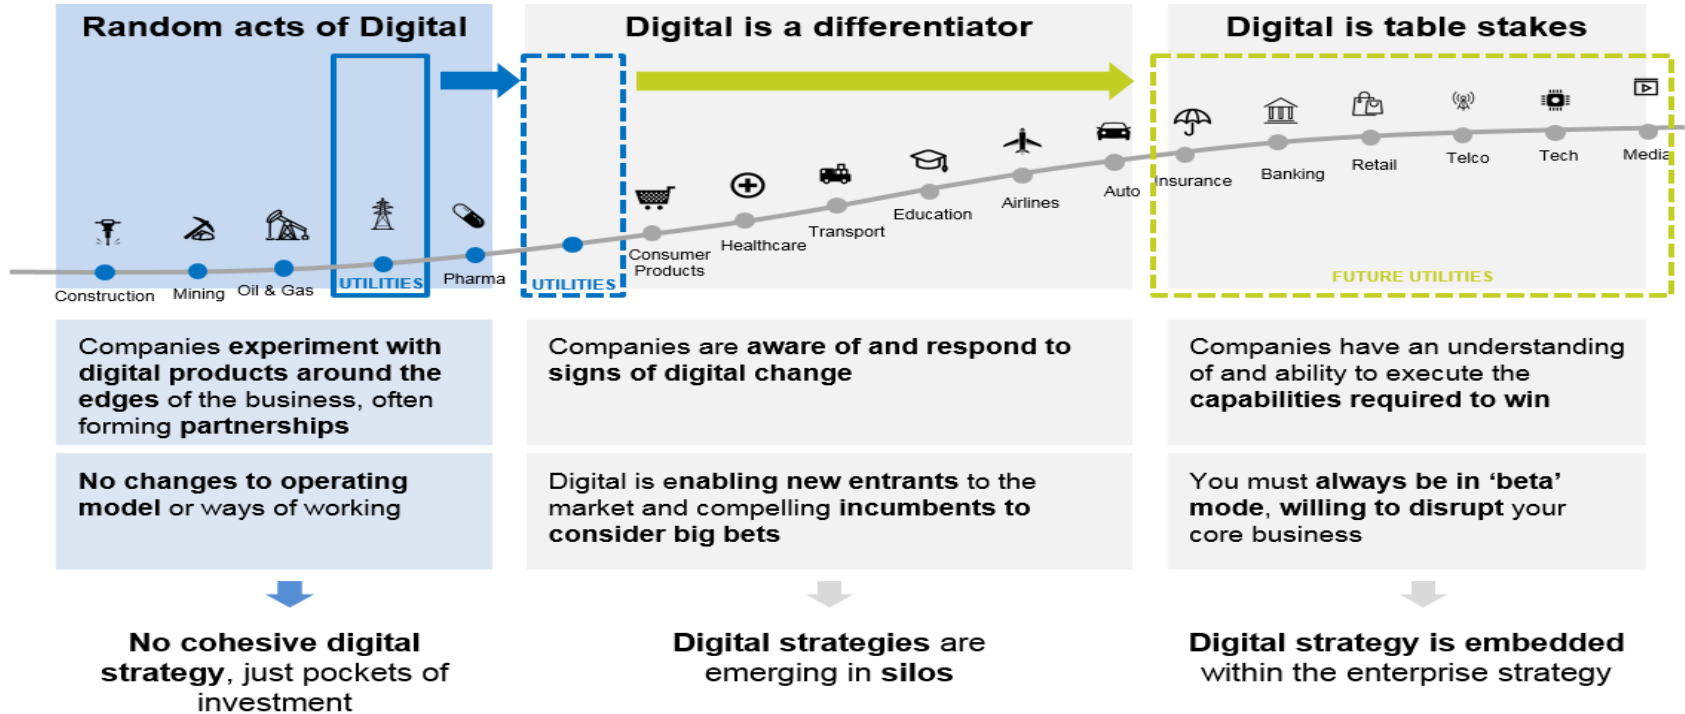 Random acts of Digital
Digital is a differentiator
Digital is table stakes
Construction
Mining
Oil & Gas
UTILITIES
Pharma
UTILITIES
Consumer
Products
Healthcare
Transport
Education
Airlines
Auto
Insurance
Banking
Retail
Telco
Tech
Media
FUTURE UTILITIES
Companies experiment with
digital products around the
edges of the business, often
forming partnerships
Companies are aware of and respond to
signs of digital change
Companies have an understanding
of and ability to execute the
capabilities required to win
No changes to operating
model or ways of working
Digital is enabling new entrants to the
market and compelling incumbents to
consider big bets
You must always be in ‘beta’
mode, willing to disrupt your
core business
No cohesive digital
strategy, just pockets of
investment
Digital strategies are
emerging in silos
Digital strategy is embedded
within the enterprise strategy